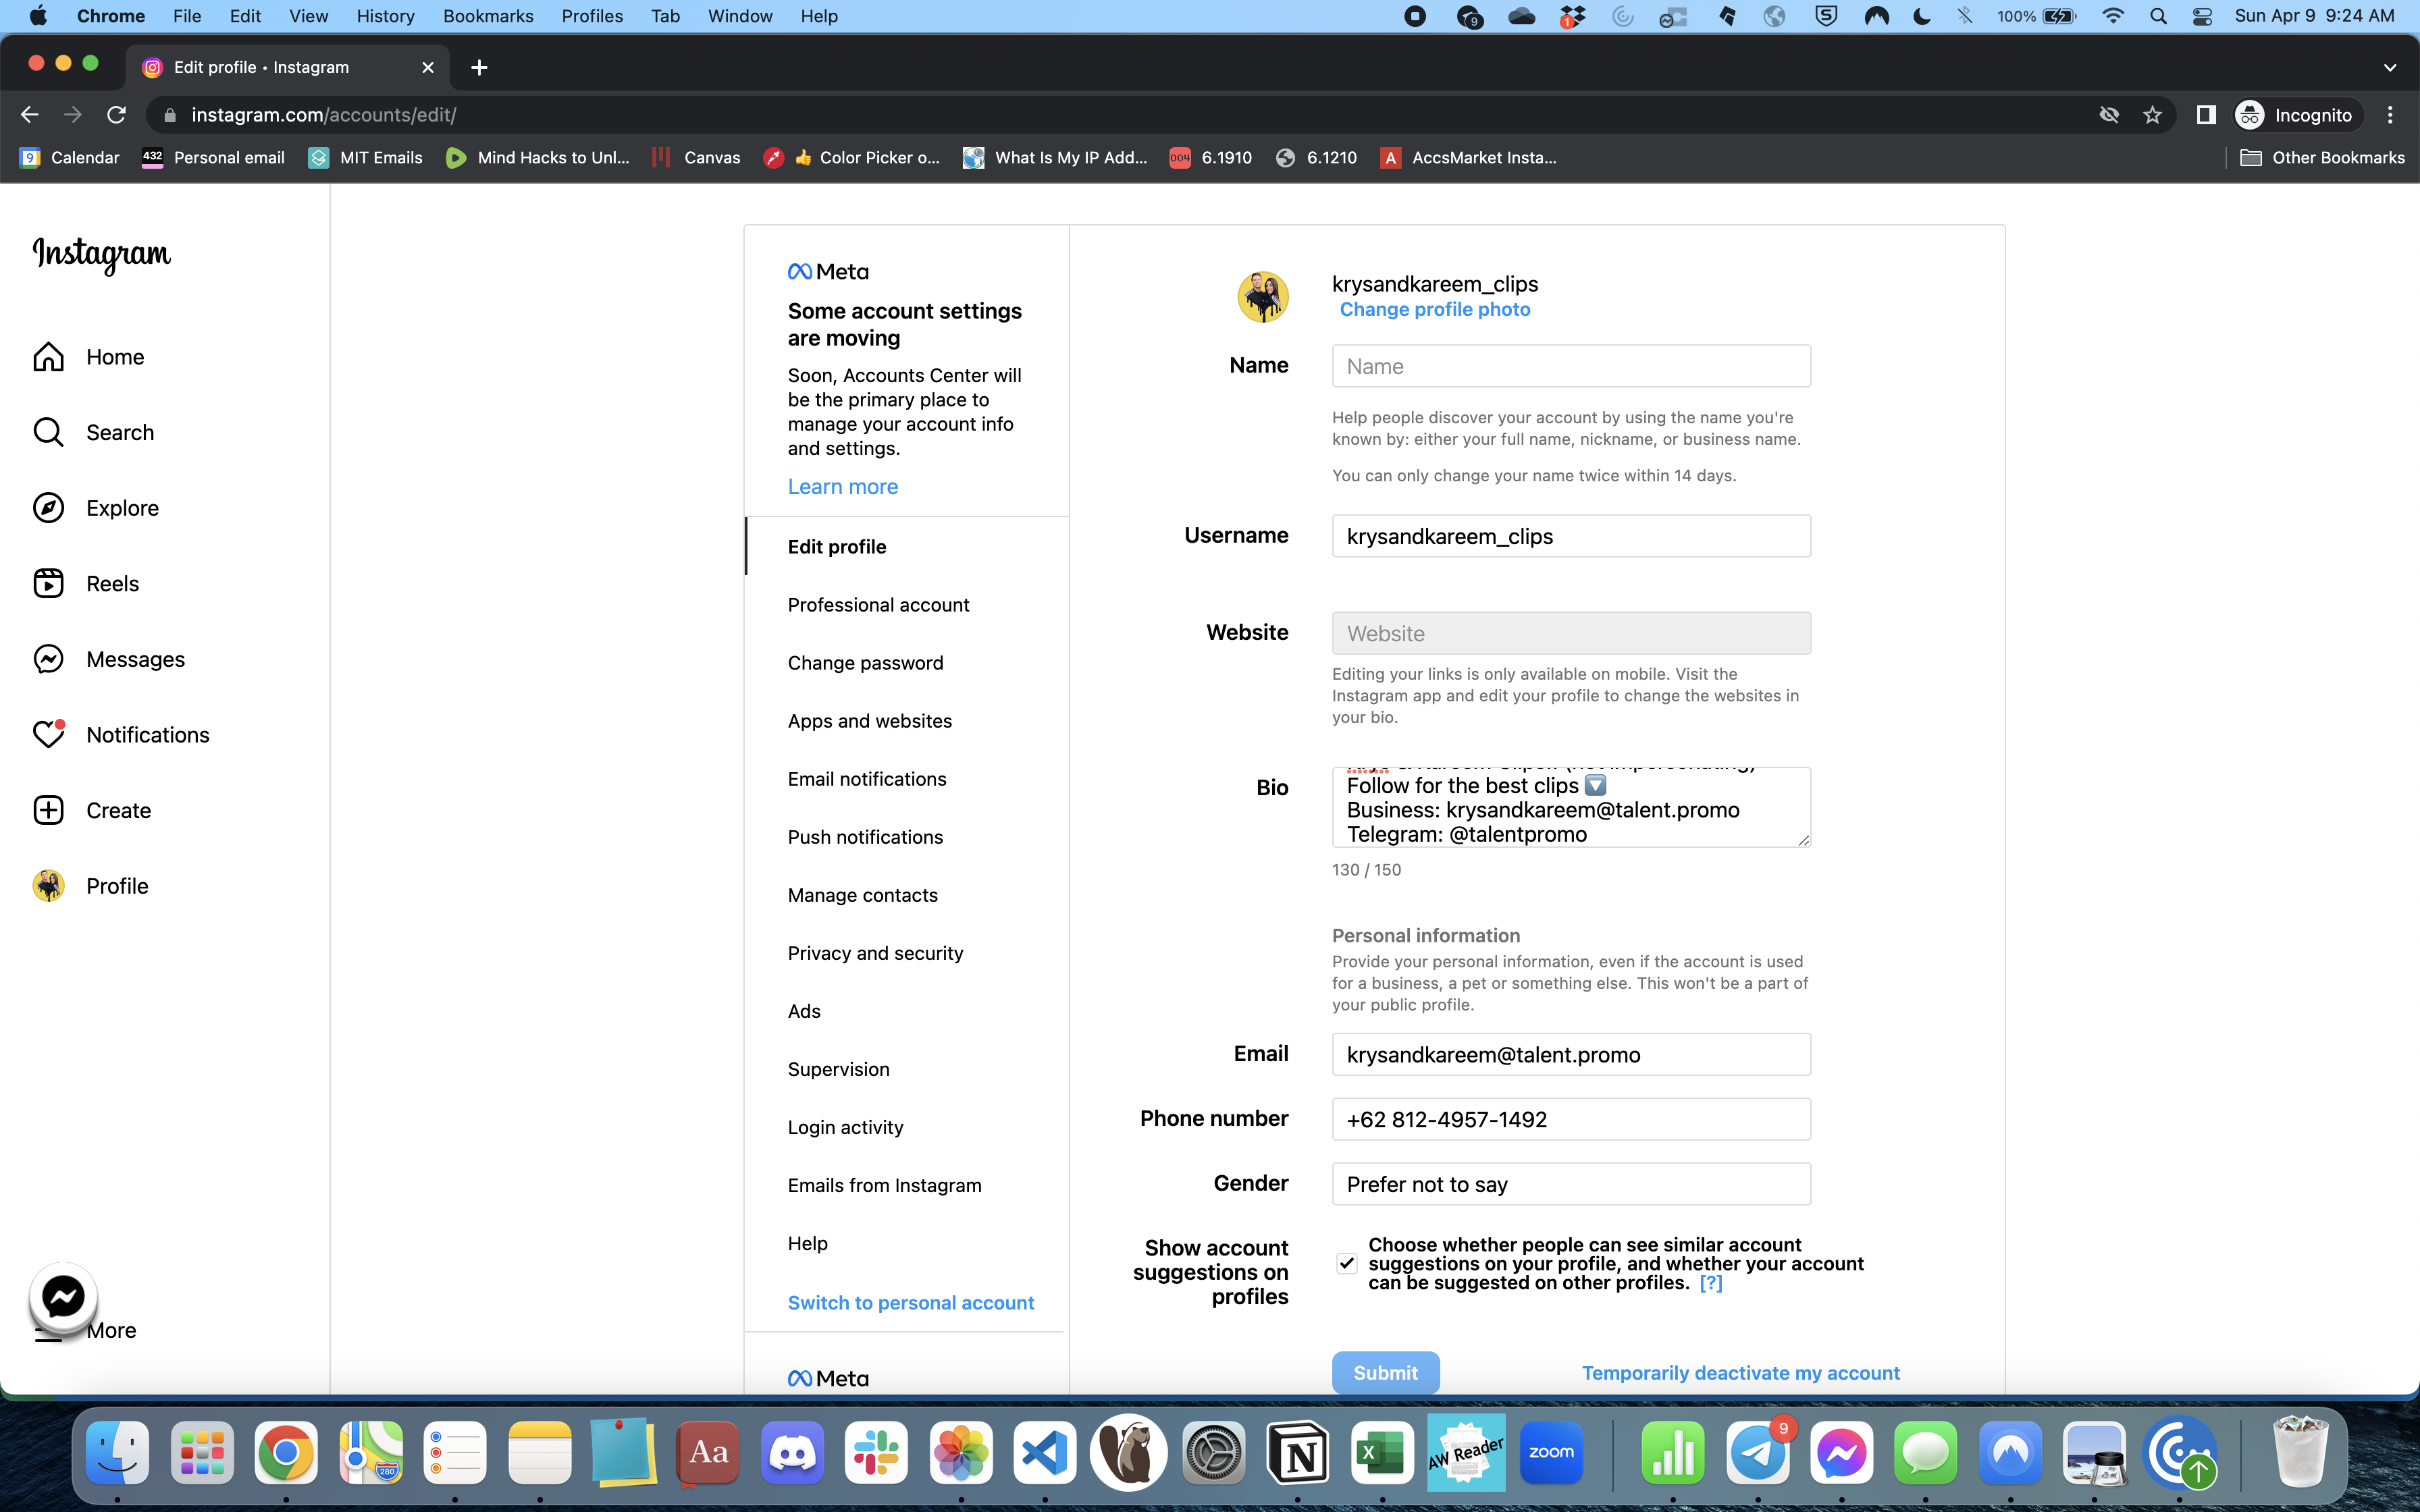 Chrome File Edit View History Bookmarks Profiles Tab Window Help
9 1 100% Sun Apr 9 9:24 AM
Edit profile • Instagram
instagram.com/accounts/edit/
Incognito
9 Calendar 432 Personal email MIT Emails Mind Hacks to Unl... Canvas Color Picker o... What Is My IP Add... 004 6.1910 6.1210 A AccsMarket Insta... Other Bookmarks
Instagram
Home
Search
Explore
Reels
Messages
Notifications
Create
Profile
More
Meta
Some account settings
are moving
Soon, Accounts Center will
be the primary place to
manage your account info
and settings.
Learn more
Edit profile
Professional account
Change password
Apps and websites
Email notifications
Push notifications
Manage contacts
Privacy and security
Ads
Supervision
Login activity
Emails from Instagram
Help
Switch to personal account
Meta
krysandkareem_clips
Change profile photo
Name
Name
Help people discover your account by using the name you're
known by: either your full name, nickname, or business name.
You can only change your name twice within 14 days.
Username
krysandkareem_clips
Website
Website
Editing your links is only available on mobile. Visit the
Instagram app and edit your profile to change the websites in
your bio.
Bio
Follow for the best clips 🔽
Business: krysandkareem@talent.promo
Telegram: @talentpromo
130 / 150
Personal information
Provide your personal information, even if the account is used
for a business, a pet or something else. This won't be a part of
your public profile.
Email
krysandkareem@talent.promo
Phone number
+62 812-4957-1492
Gender
Prefer not to say
Show account
suggestions on
profiles
Choose whether people can see similar account
suggestions on your profile, and whether your account
can be suggested on other profiles. [?]
Submit
Temporarily deactivate my account
280
Aa
N
X
AW Reader
zoom
9